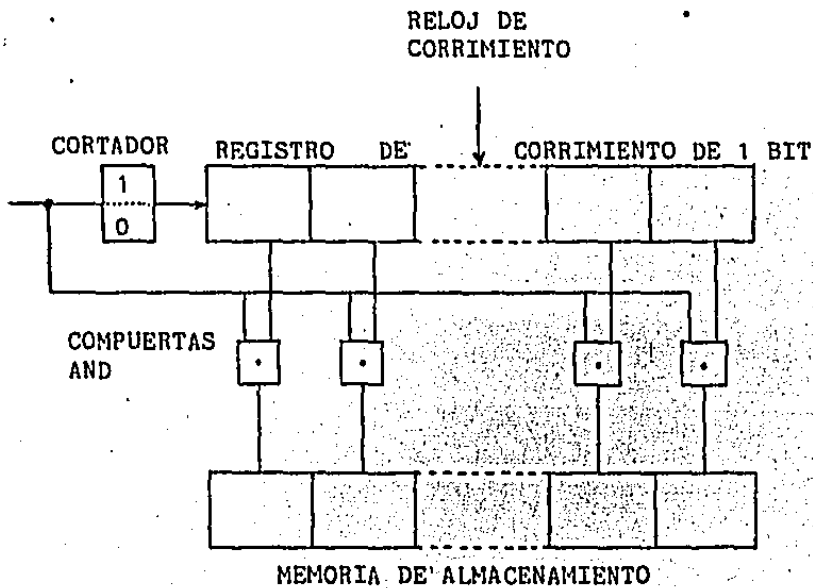 RELOJ DE
CORRIMIENTO
CORTADOR
REGISTRO DE CORRIMIENTO DE 1 BIT
1
0
COMPUERTAS
AND
MEMORIA DE ALMACENAMIENTO